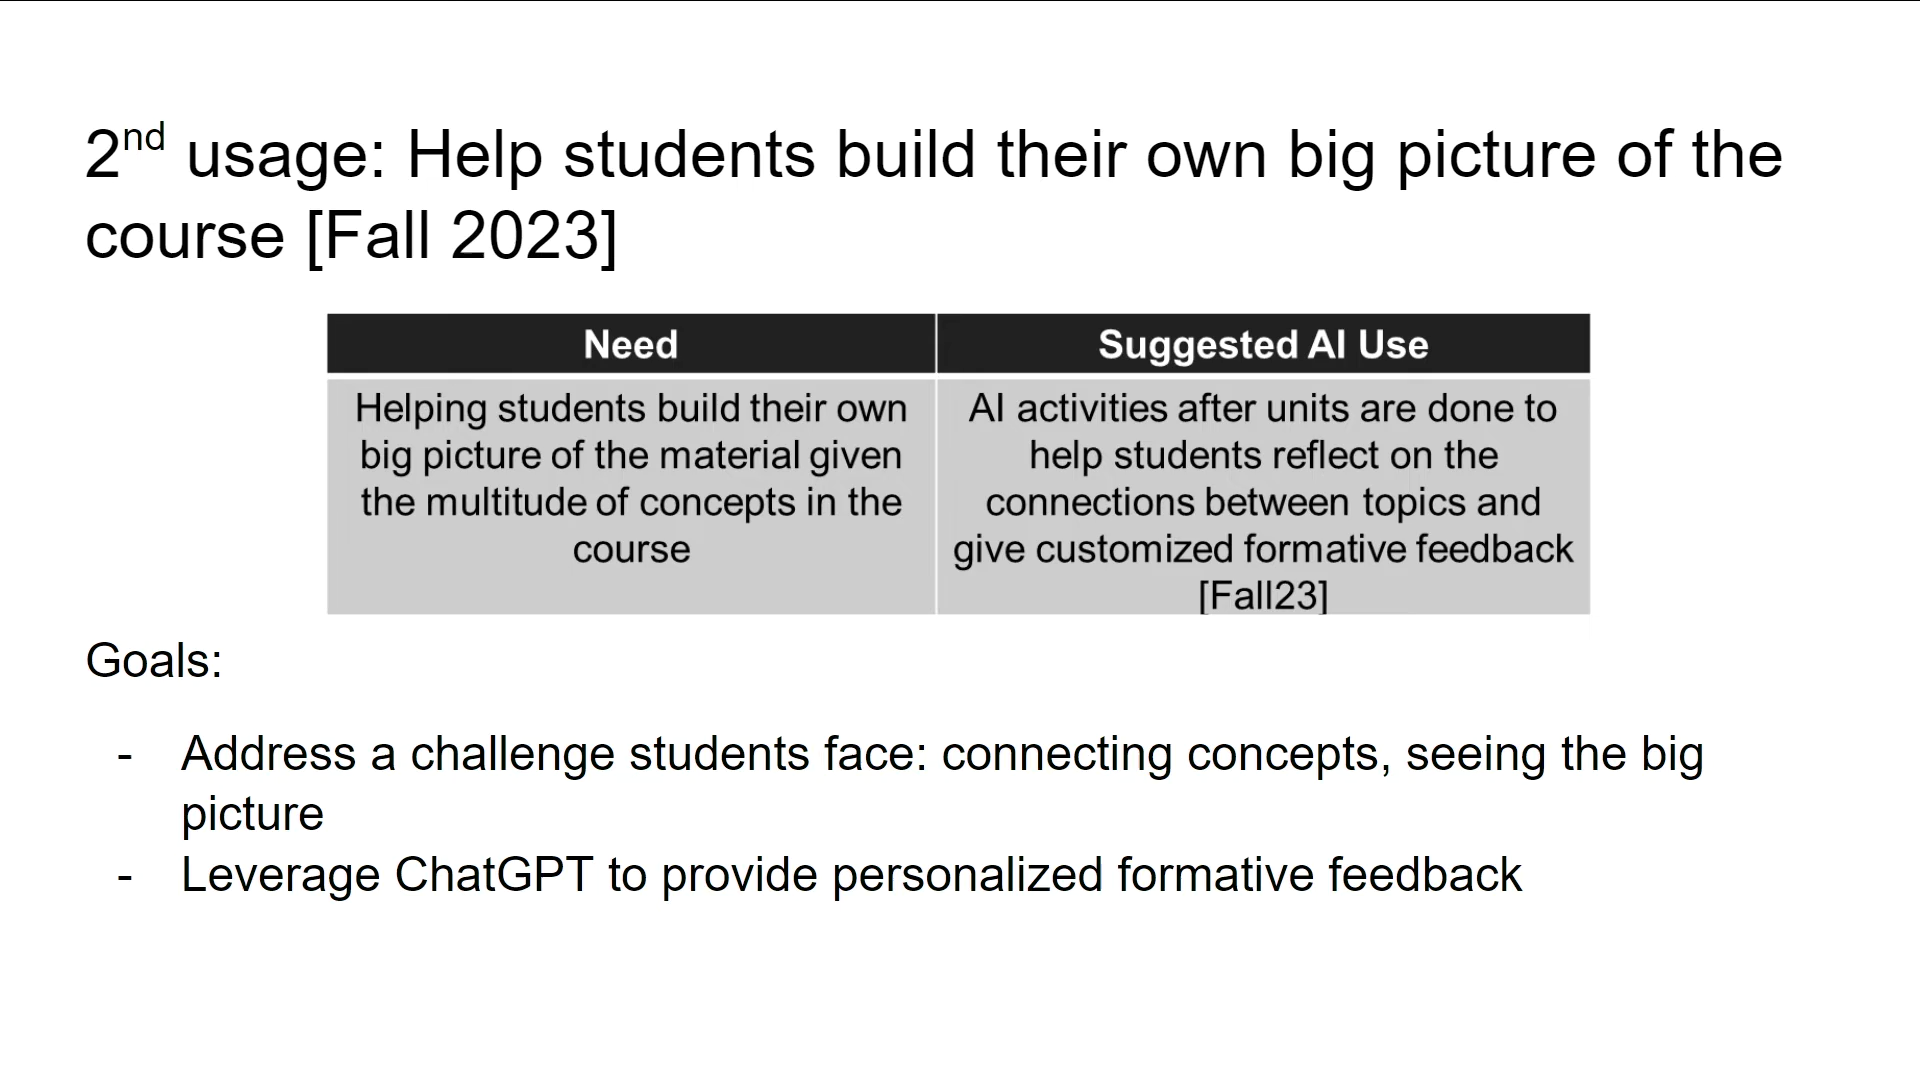 2nd usage: Help students build their own big picture of the
course [Fall 2023]
Need
Suggested AI Use
Helping students build their own
big picture of the material given
the multitude of concepts in the
course
AI activities after units are done to
help students reflect on the
connections between topics and
give customized formative feedback
[Fall23]
Goals:
- Address a challenge students face: connecting concepts, seeing the big
picture
- Leverage ChatGPT to provide personalized formative feedback